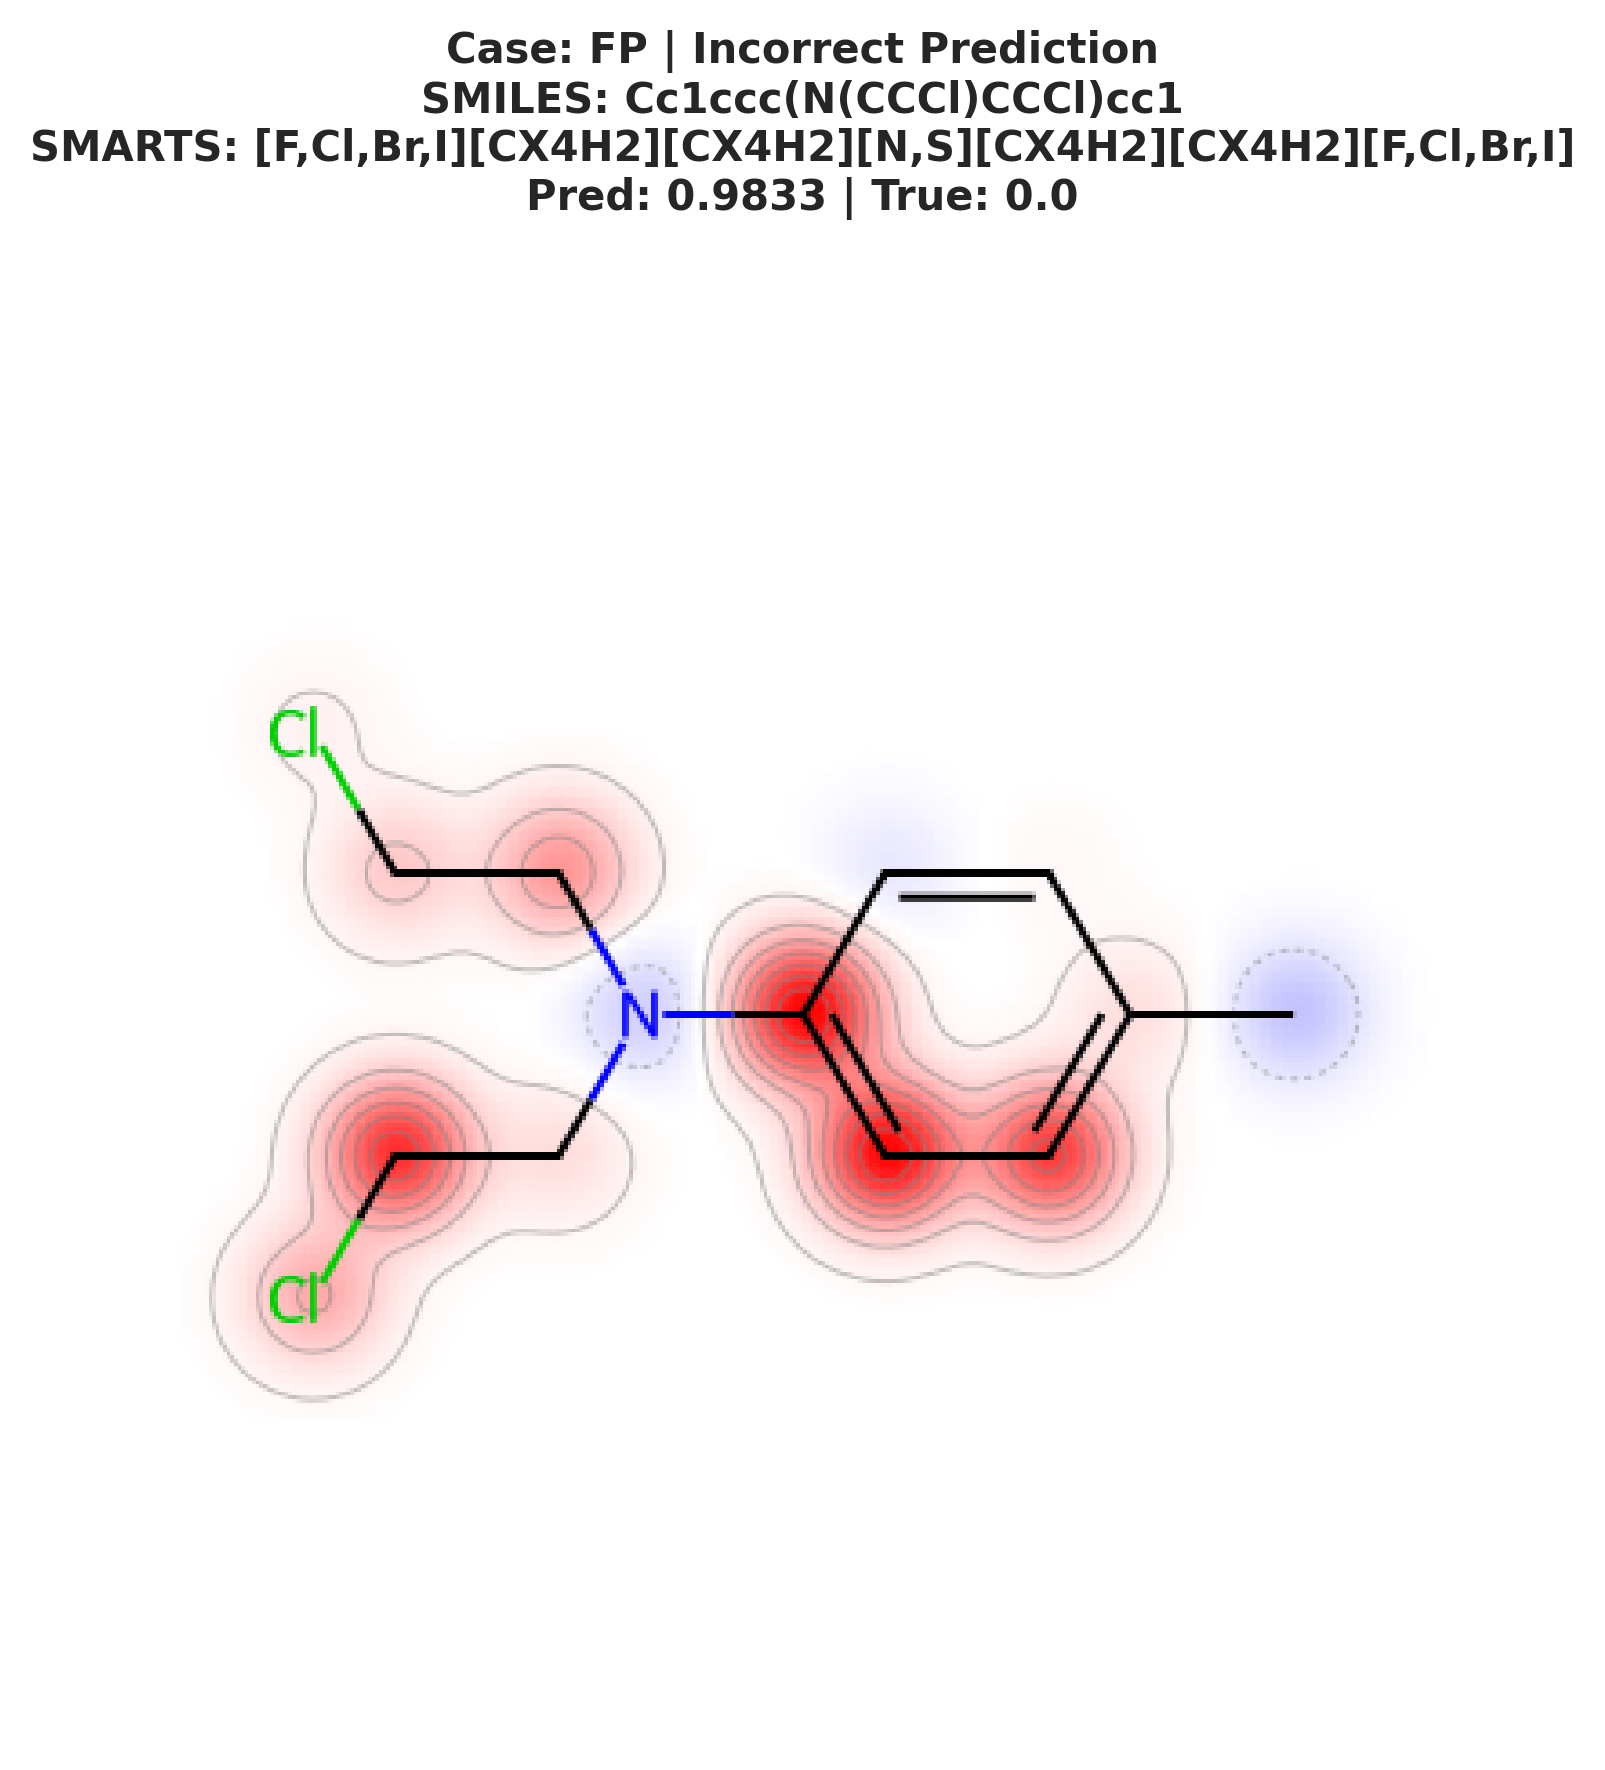 Case: FP | Incorrect Prediction
SMILES: Cc1ccc(N(CCCl)CCCl)cc1
SMARTS: [F,Cl,Br,I][CX4H2][CX4H2][N,S][CX4H2][CX4H2][F,Cl,Br,I]
Pred: 0.9833 | True: 0.0
Cl
N
Cl